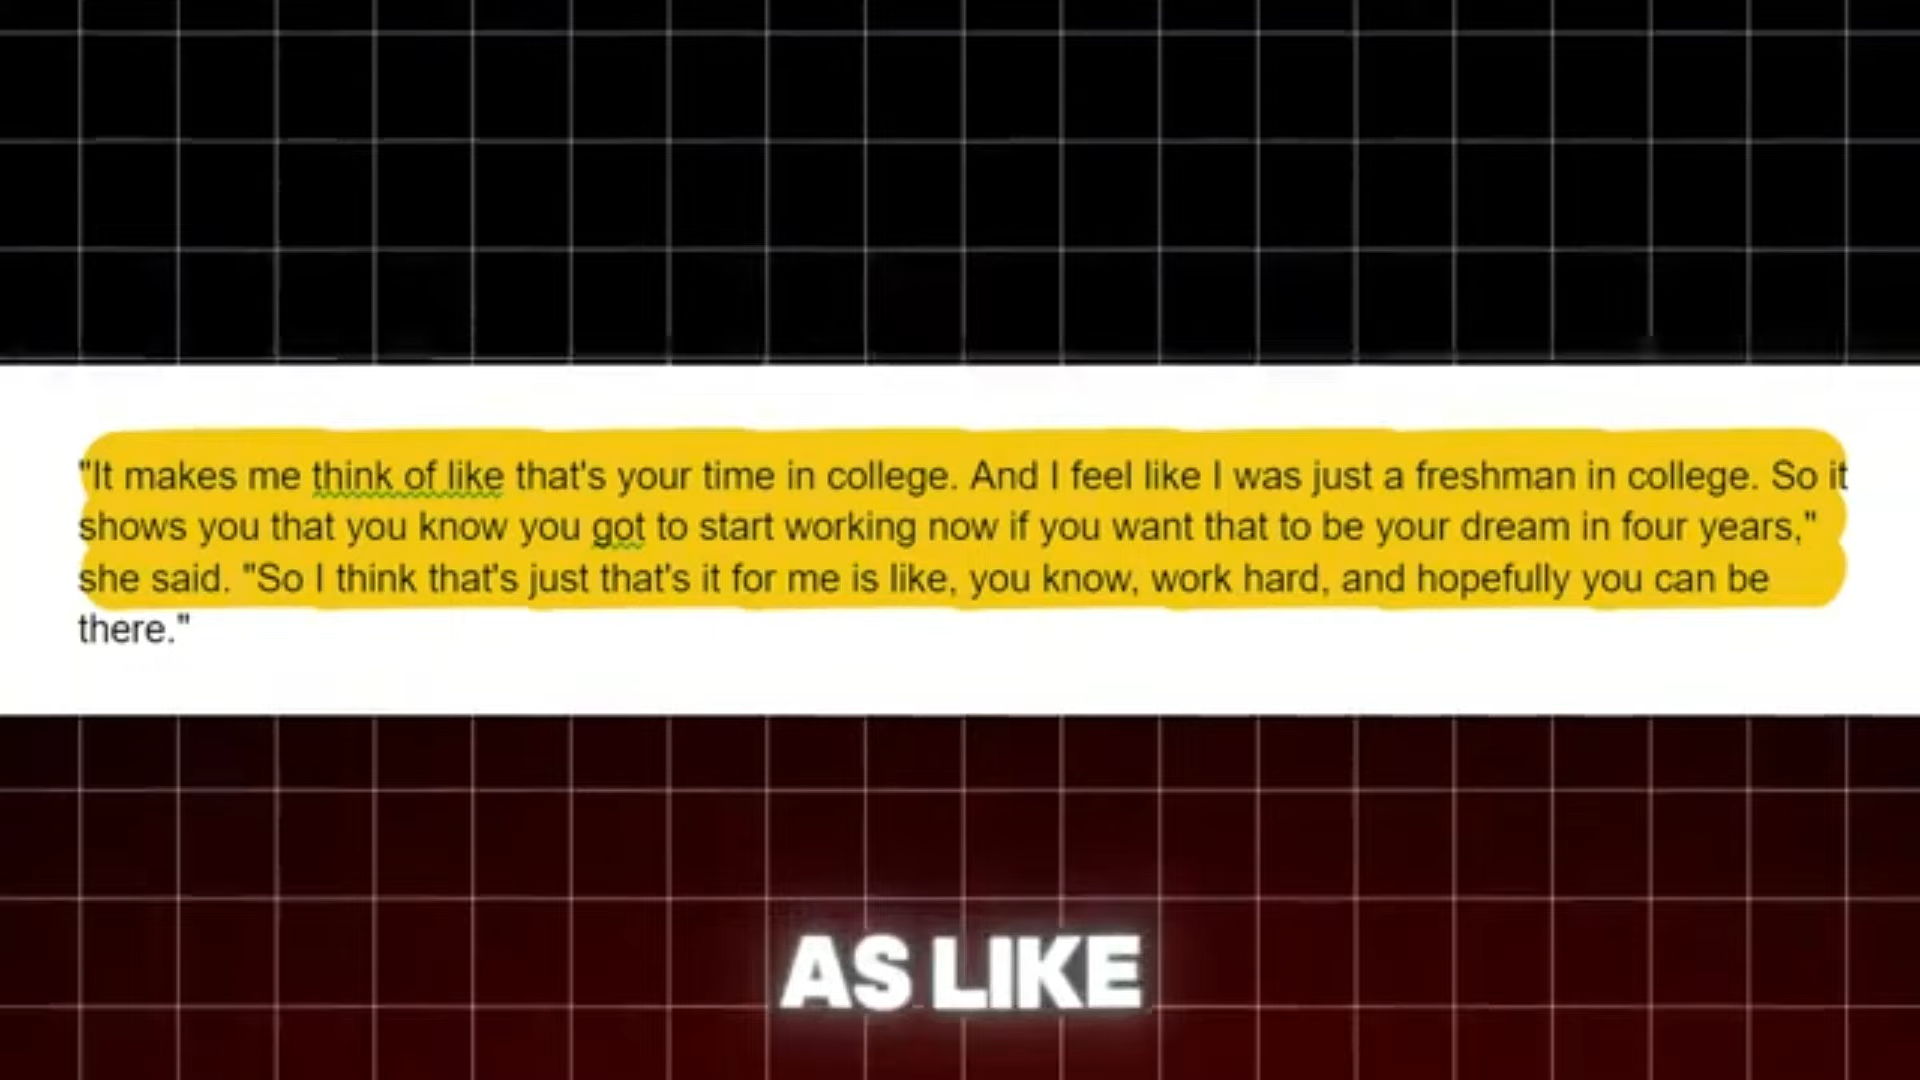 "It makes me think of like that's your time in college. And I feel like I was just a freshman in college. So it
shows you that you know you got to start working now if you want that to be your dream in four years,"
she said. "So I think that's just that's it for me is like, you know, work hard, and hopefully you can be
there."
AS LIKE